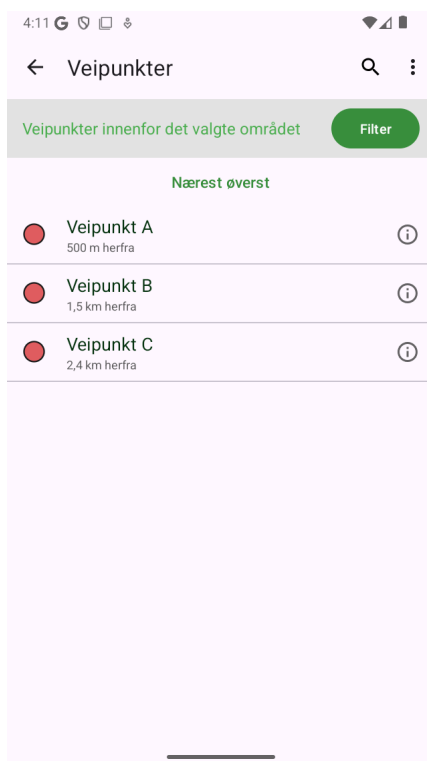 4:11
Veipunkter
Veipunkter innenfor det valgte området
Filter
Nærest øverst
Veipunkt A
500 m herfra
Veipunkt B
1,5 km herfra
Veipunkt C
2,4 km herfra